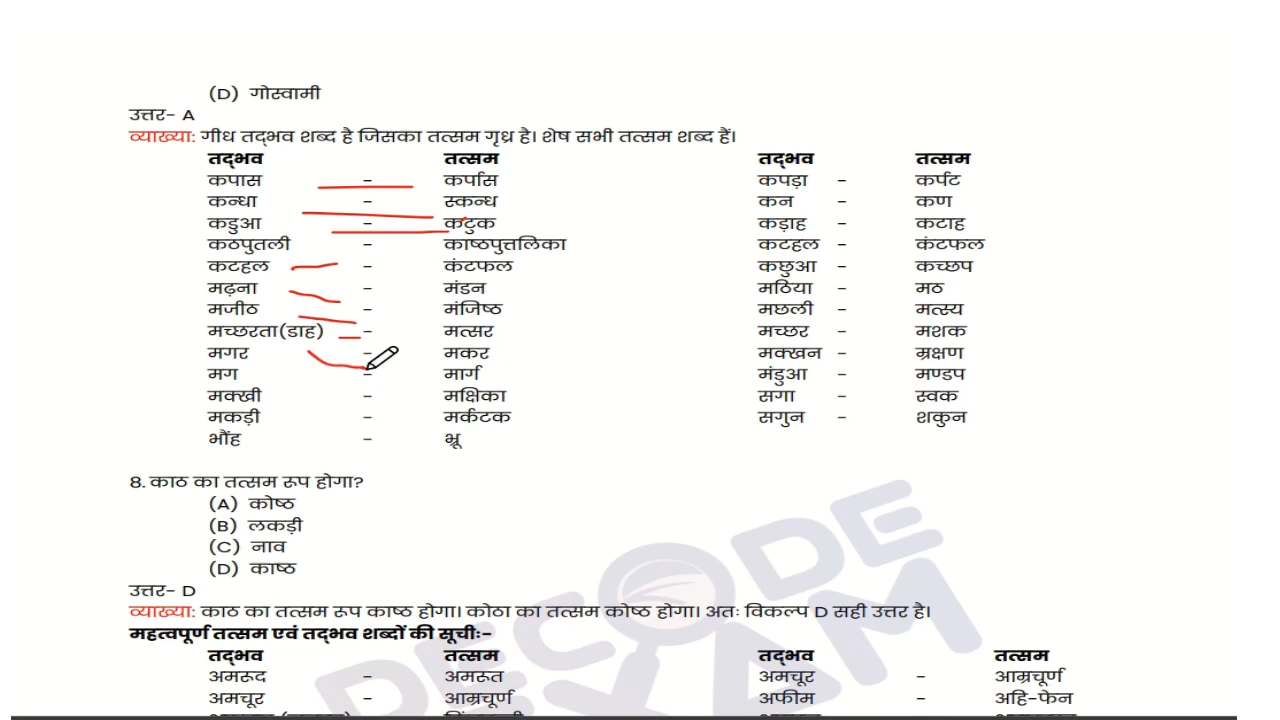 (D) गोस्वामी
उत्तर- A
व्याख्या: गीध तद्भव शब्द है जिसका तत्सम गृध्र है। शेष सभी तत्सम शब्द हैं।
तद्भव तत्सम तद्भव तत्सम
कपास - कर्पास कपड़ा - कर्पट
कन्धा - स्कन्ध कन - कण
कडुआ - कटुक कड़ाह - कटाह
कठपुतली - काष्ठपुत्तलिका कटहल - कंटफल
कटहल - कंटफल कछुआ - कच्छप
मढ़ना - मंडन मठिया - मठ
मजीठ - मंजिष्ठ मछली - मत्स्य
मच्छरता(डाह) - मत्सर मच्छर - मशक
मगर - मकर मक्खन - म्रक्षण
मग - मार्ग मंडुआ - मण्डप
मक्खी - मक्षिका सगा - स्वक
मकड़ी - मर्कटक सगुन - शकुन
भौंह - भ्रू
8. काठ का तत्सम रूप होगा?
(A) कोष्ठ
(B) लकड़ी
(C) नाव
(D) काष्ठ
उत्तर- D
व्याख्या: काठ का तत्सम रूप काष्ठ होगा। कोठा का तत्सम कोष्ठ होगा। अतः विकल्प D सही उत्तर है।
महत्वपूर्ण तत्सम एवं तद्भव शब्दों की सूचीः-
तद्भव तत्सम तद्भव तत्सम
अमरूद - अमरूत अमचूर - आम्रचूर्ण
अमचूर - आम्रचूर्ण अफीम - अहि-फेन
DECODE EXAM